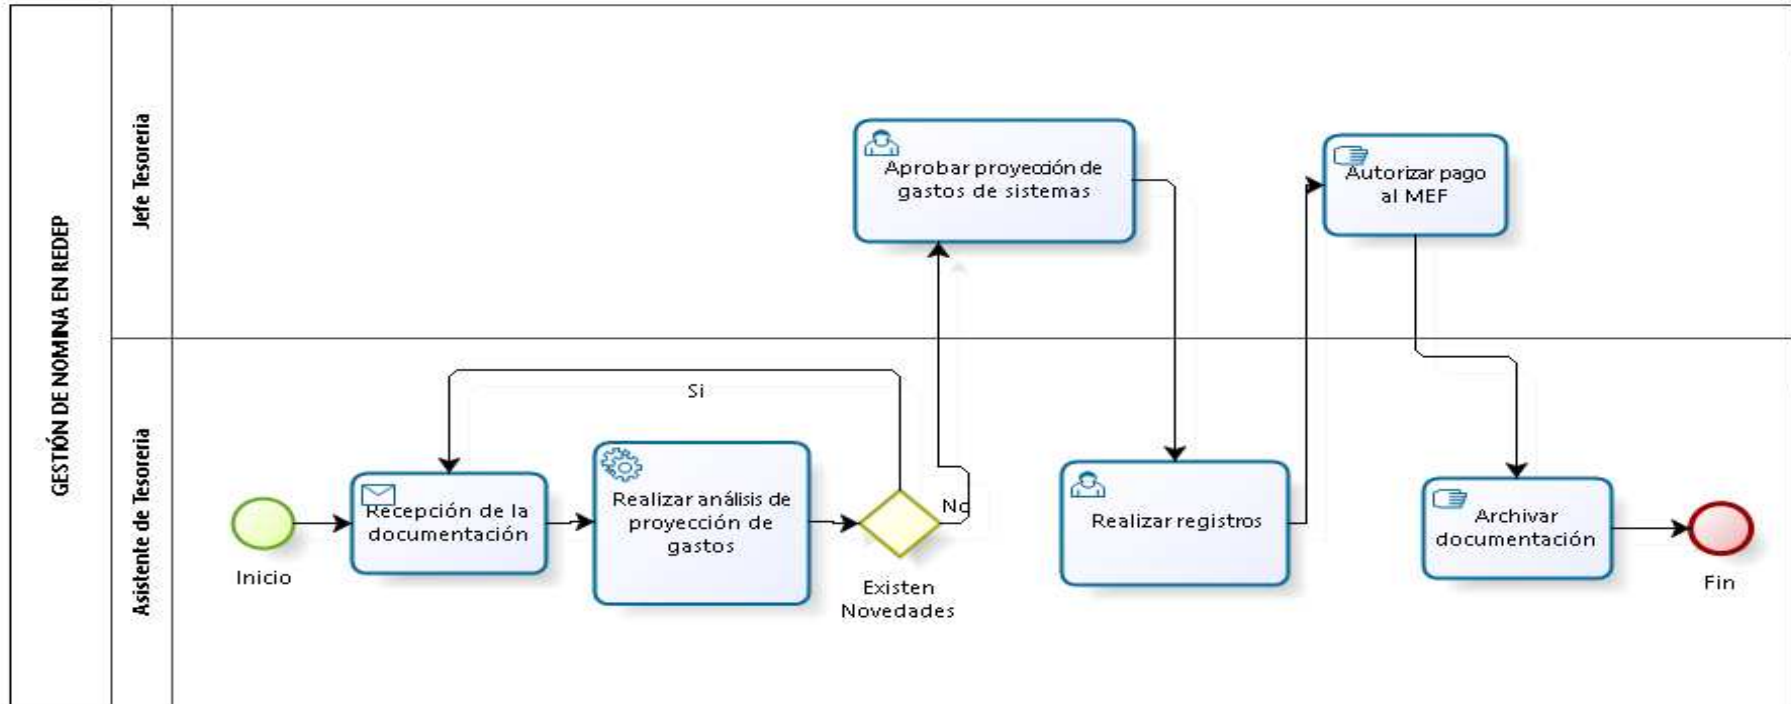 GESTIÓN DE NOMINA EN REDEP
Jefe Tesoreria
Aprobar proyección de
gastos de sistemas
Autorizar pago
al MEF
Asistente de Tesoreria
Si
Inicio
Recepción de la
documentación
Realizar análisis de
proyección de
gastos
No
Existen
Novedades
Realizar registros
Archivar
documentación
Fin